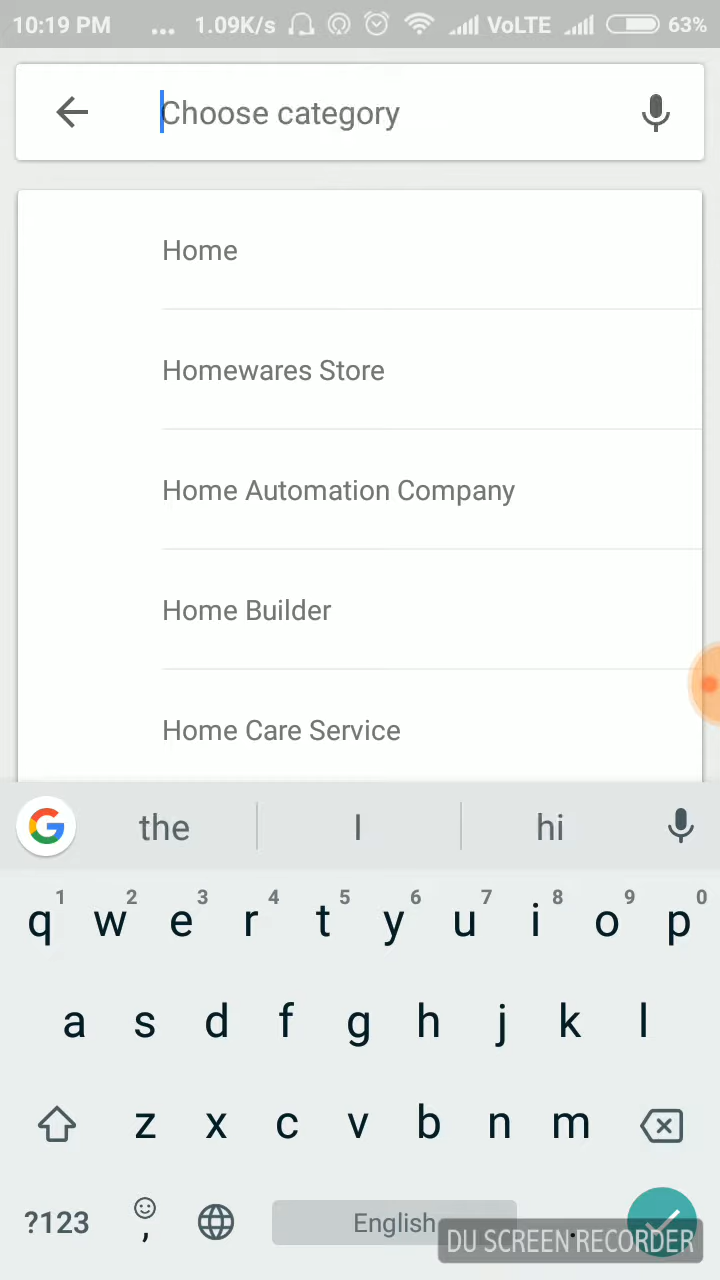 10:19 PM ... 1.09K/s VoLTE 63%
Choose category
Home
Homewares Store
Home Automation Company
Home Builder
Home Care Service
G the I hi
1 2 3 4 5 6 7 8 9 0
q w e r t y u i o p
a s d f g h j k l
z x c v b n m
?123 , English .
DU SCREEN RECORDER